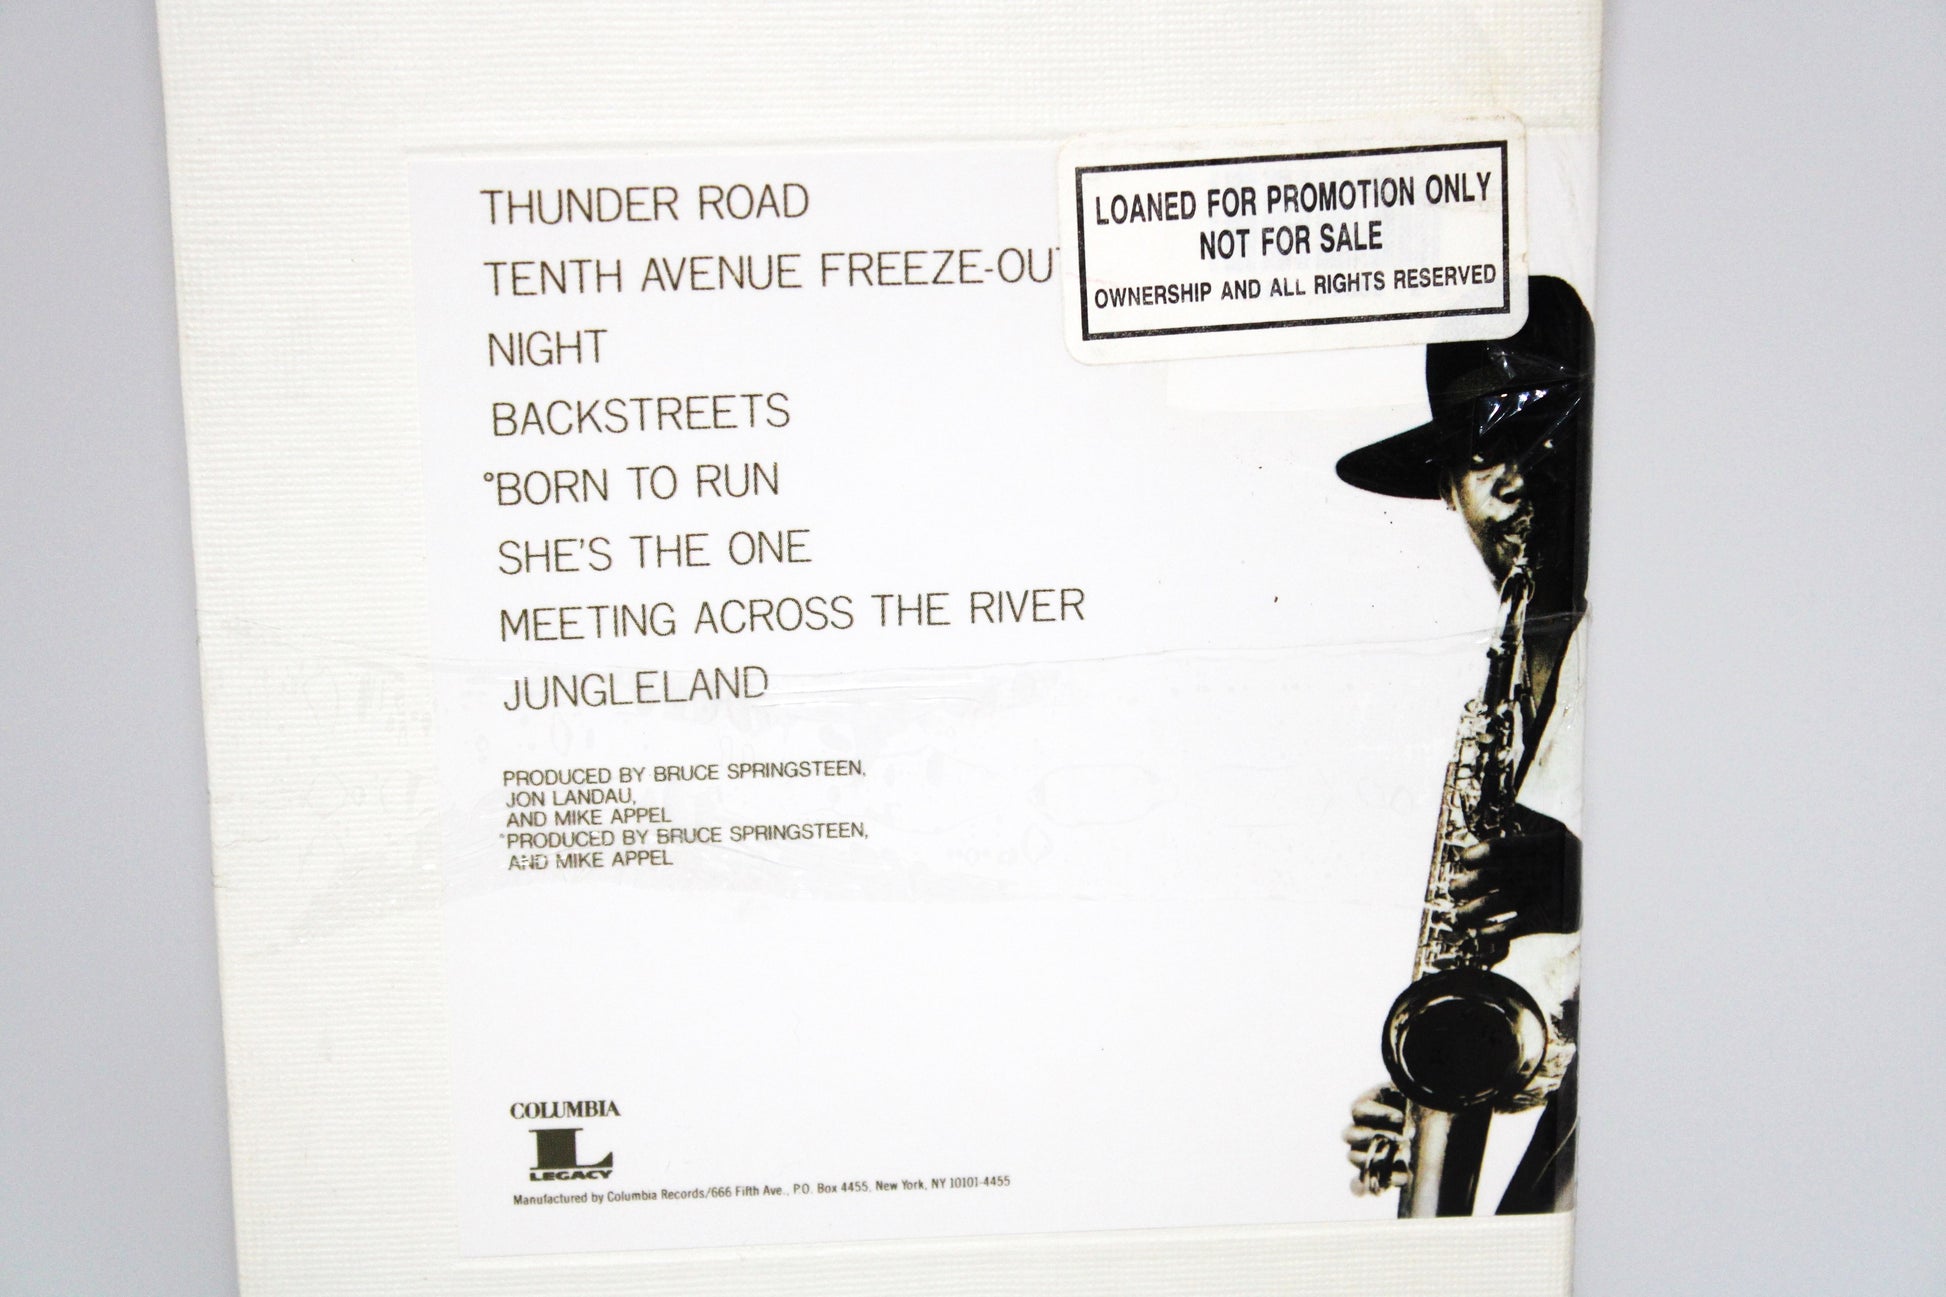 THUNDER ROAD
TENTH AVENUE FREEZE-OUT
NIGHT
BACKSTREETS
°BORN TO RUN
SHE'S THE ONE
MEETING ACROSS THE RIVER
JUNGLELAND
PRODUCED BY BRUCE SPRINGSTEEN,
JON LANDAU,
AND MIKE APPEL
°PRODUCED BY BRUCE SPRINGSTEEN,
AND MIKE APPEL
LOANED FOR PROMOTION ONLY
NOT FOR SALE
OWNERSHIP AND ALL RIGHTS RESERVED
COLUMBIA
L
LEGACY
Manufactured by Columbia Records/666 Fifth Ave., P.O. Box 4455, New York, NY 10101-4455